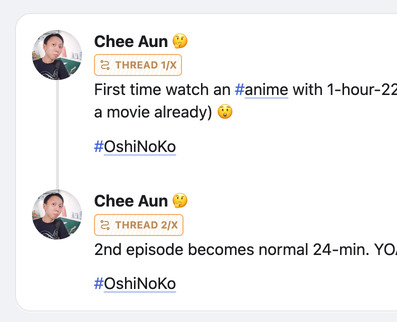 Chee Aun 🤔
THREAD 1/X
First time watch an #anime with 1-hour-22
a movie already) 😲
#OshiNoKo
Chee Aun 🤔
THREAD 2/X
2nd episode becomes normal 24-min.
#OshiNoKo